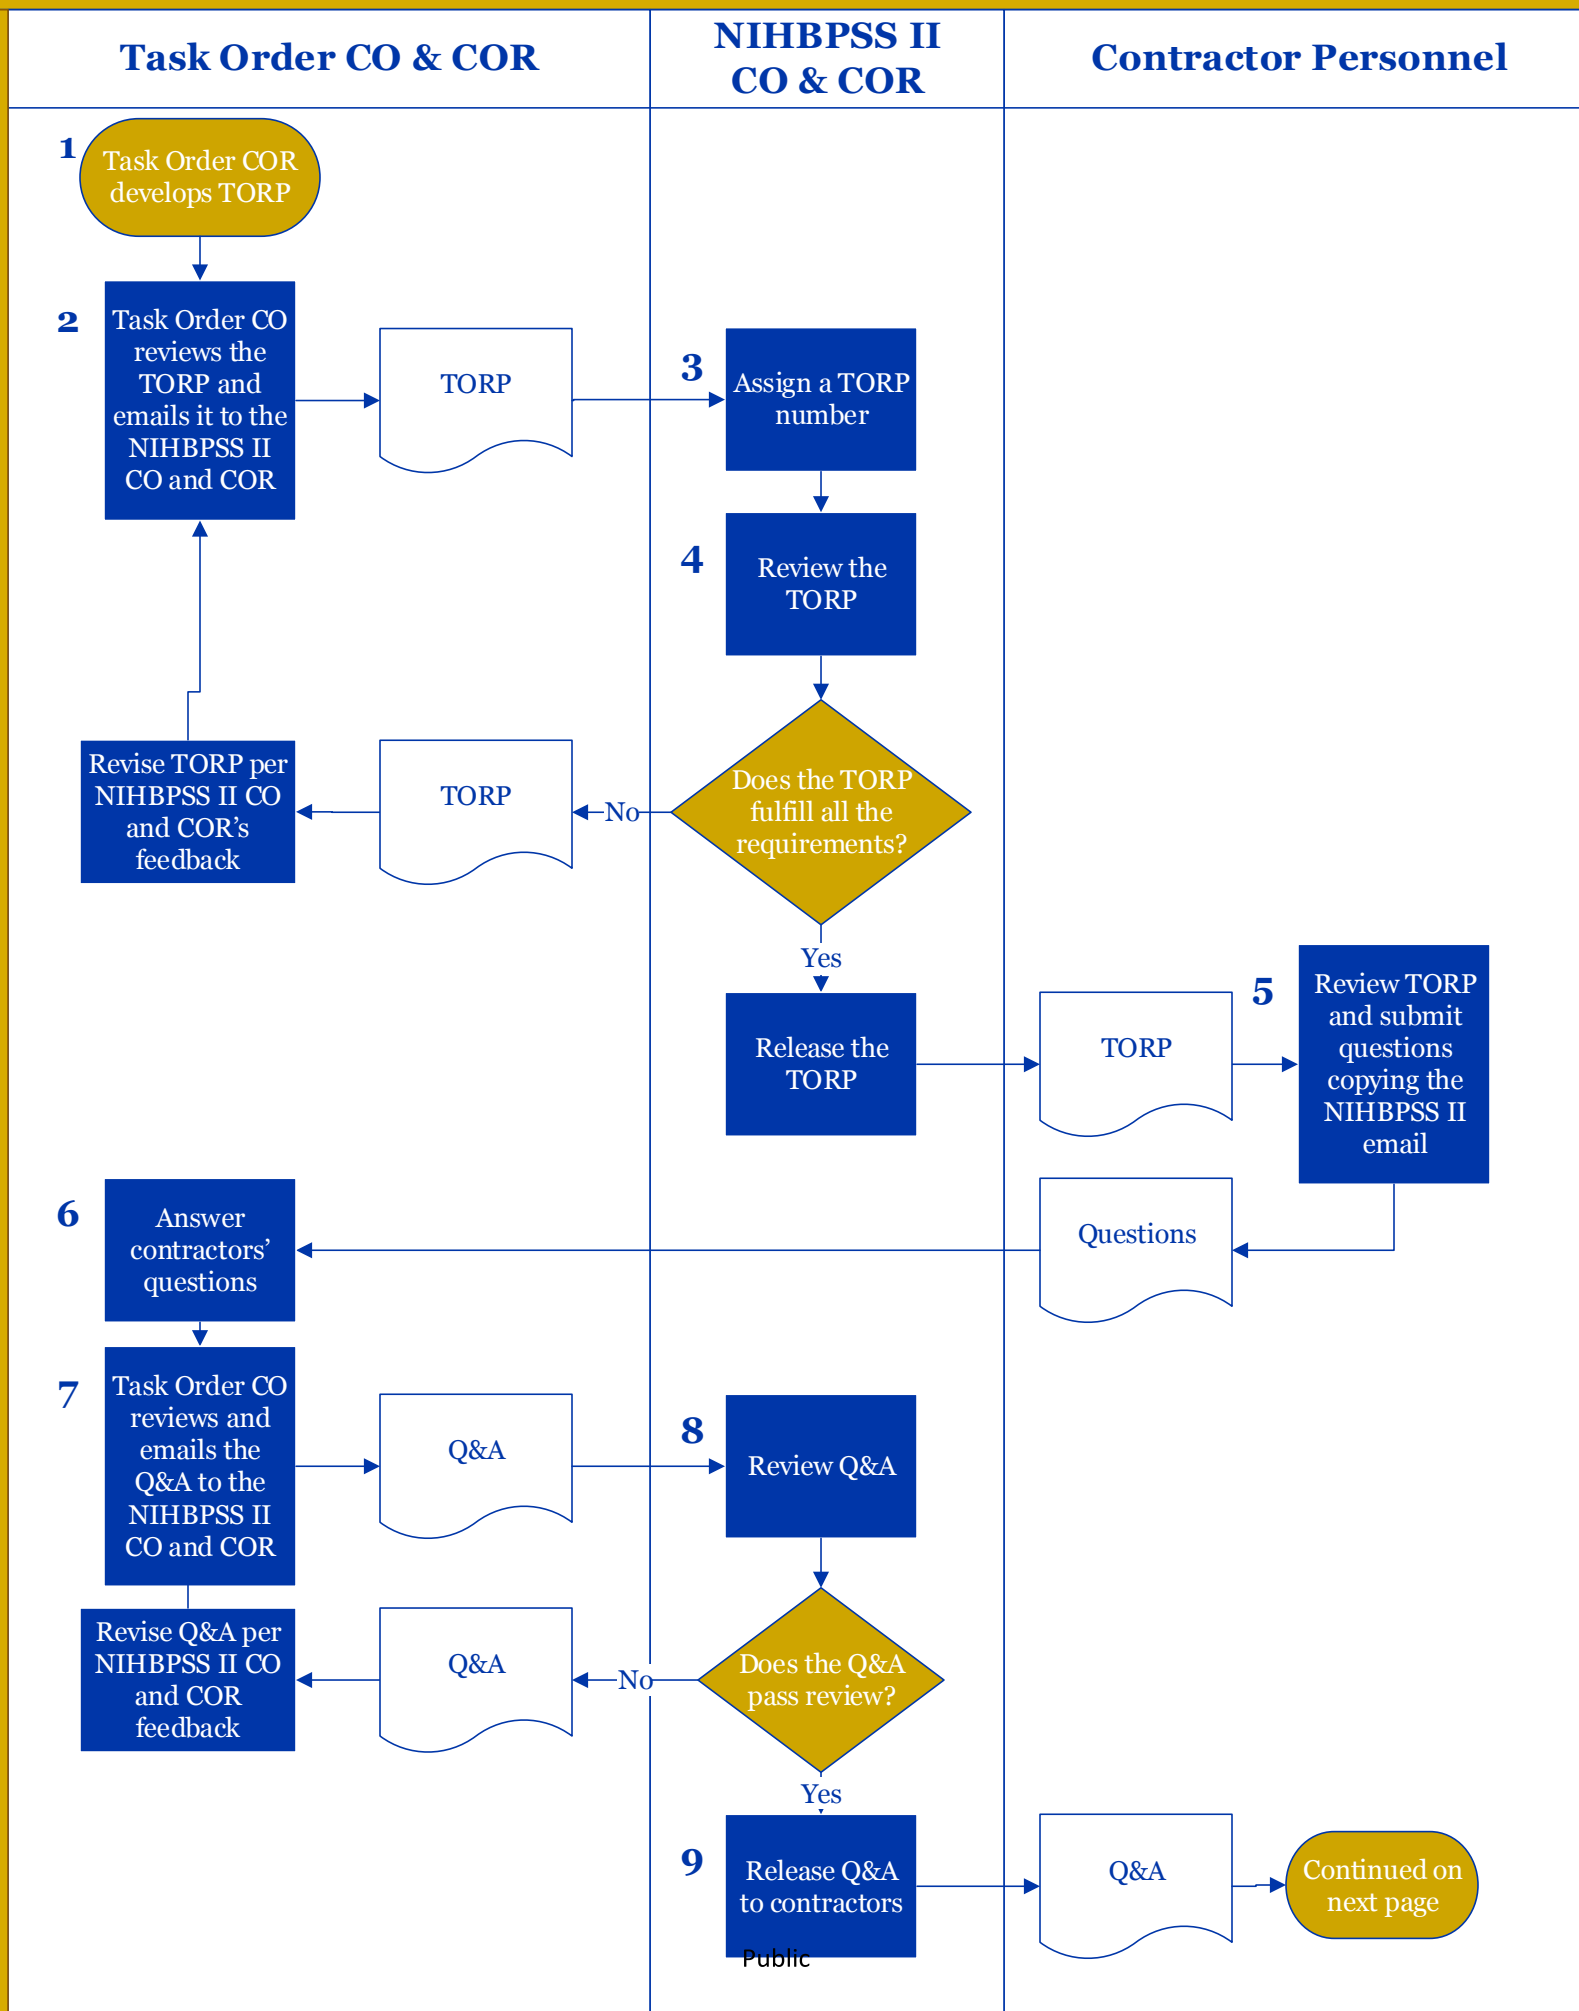 Task Order CO & COR
NIHBPSS II
CO & COR
Contractor Personnel
1
Task Order COR
develops TORP
2
Task Order CO
reviews the
TORP and
emails it to the
NIHBPSS II
CO and COR
TORP
3
Assign a TORP
number
4
Review the
TORP
Does the TORP
fulfill all the
requirements?
No
TORP
Revise TORP per
NIHBPSS II CO
and COR’s
feedback
Yes
Release the
TORP
TORP
5
Review TORP
and submit
questions
copying the
NIHBPSS II
email
Questions
6
Answer
contractors’
questions
7
Task Order CO
reviews and
emails the
Q&A to the
NIHBPSS II
CO and COR
Q&A
8
Review Q&A
Does the Q&A
pass review?
No
Q&A
Revise Q&A per
NIHBPSS II CO
and COR
feedback
Yes
9
Release Q&A
to contractors
Q&A
Continued on
next page
Public